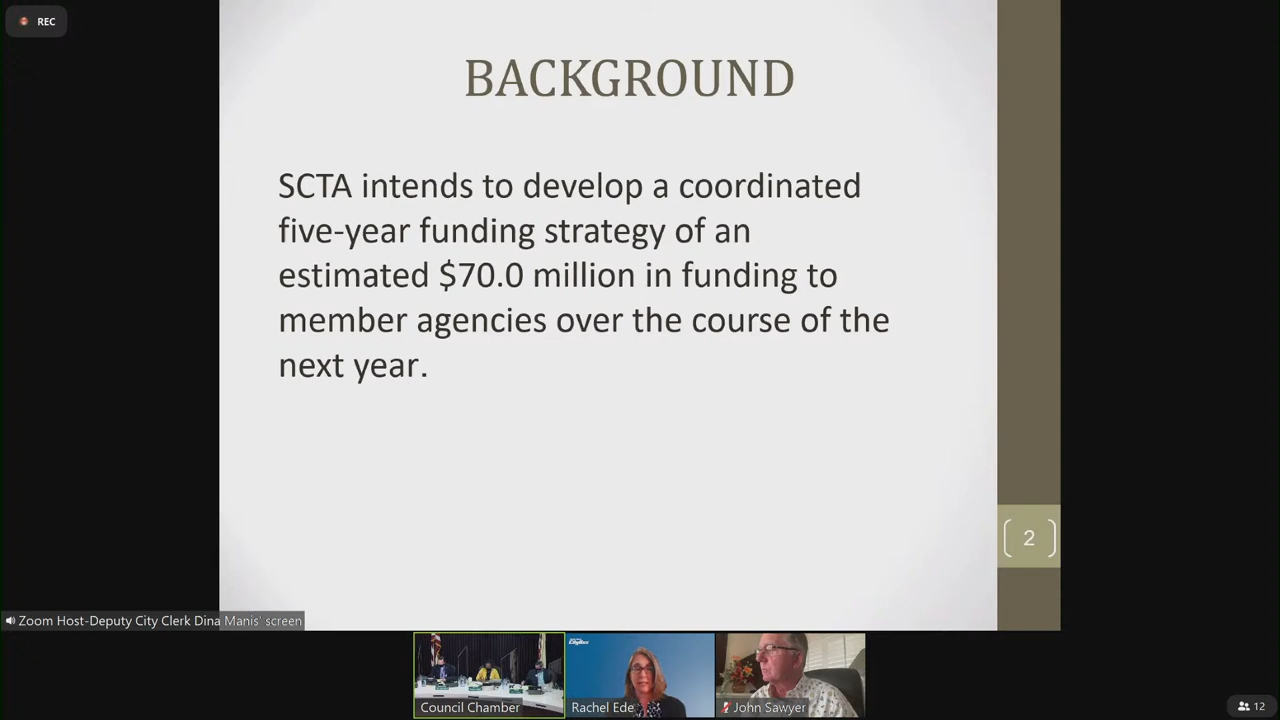 REC
BACKGROUND
SCTA intends to develop a coordinated
five-year funding strategy of an
estimated $70.0 million in funding to
member agencies over the course of the
next year.
2
Zoom Host-Deputy City Clerk Dina Manis' screen
Council Chamber
Rachel Ede
John Sawyer
12